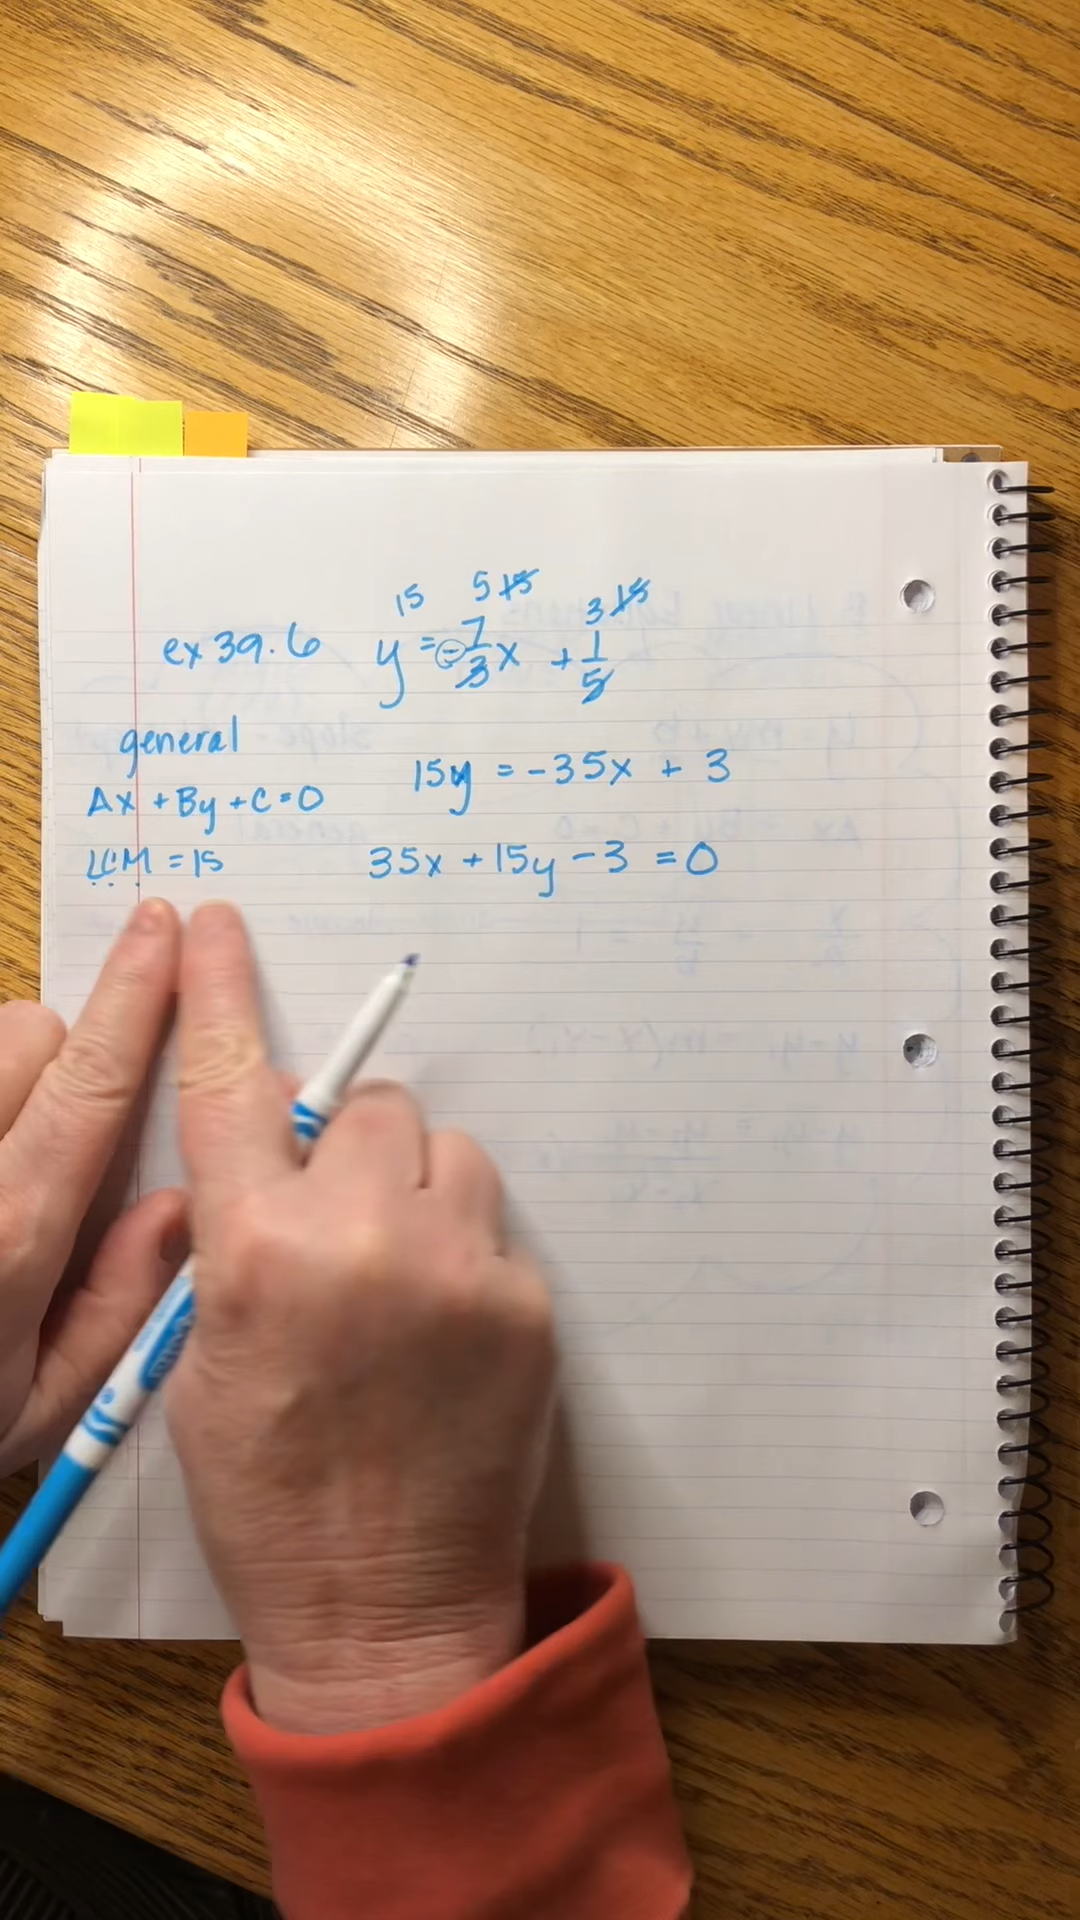 15 5 15 3 15
ex 39.6 y = -7/3x + 1/5
general
15y = -35x + 3
Ax + By + C = 0
LCM = 15 35x + 15y - 3 = 0